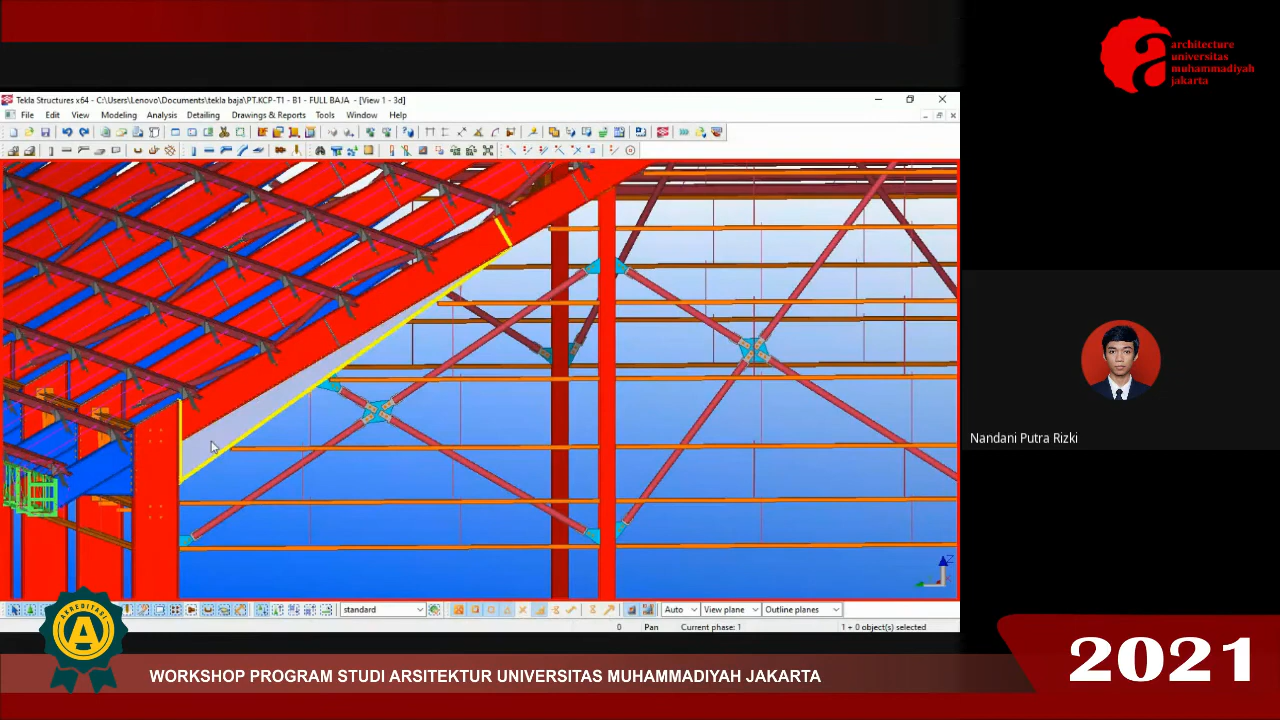 architecture
universitas
muhammadiyah
jakarta
Tekla Structures x64 - C:\Users\Lenovo\Documents\tekla baja\PT.KCP-T1 - B1 - FULL BAJA - [View 1 - 3d]
File Edit View Modeling Analysis Detailing Drawings & Reports Tools Window Help
Nandani Putra Rizki
Z
standard Auto View plane Outline planes
0 Pan Current phase: 1 1 + 0 object(s) selected
AKREDITASI
A
WORKSHOP PROGRAM STUDI ARSITEKTUR UNIVERSITAS MUHAMMADIYAH JAKARTA
2021